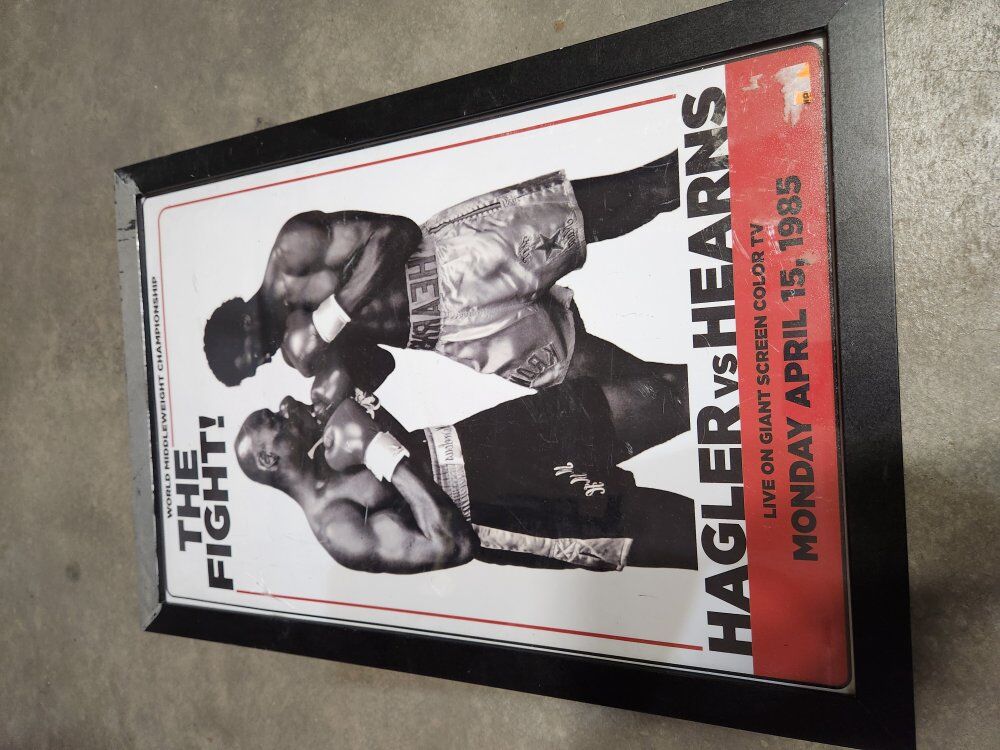 WORLD MIDDLEWEIGHT CHAMPIONSHIP
THE
FIGHT!
HEARNS
HAGLER VS HEARNS
LIVE ON GIANT SCREEN COLOR TV
MONDAY APRIL 15, 1985